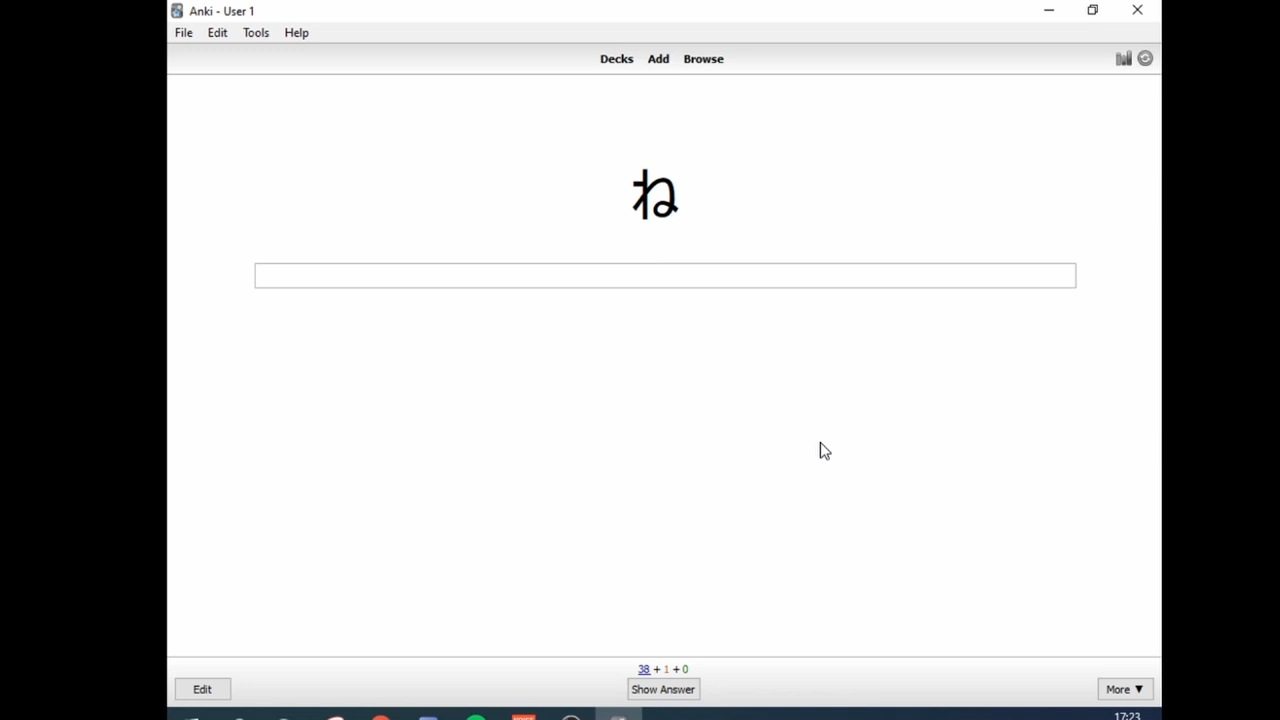 Anki - User 1
File Edit Tools Help
Decks Add Browse
ね
38 + 1 + 0
Edit Show Answer More ▼
17:23